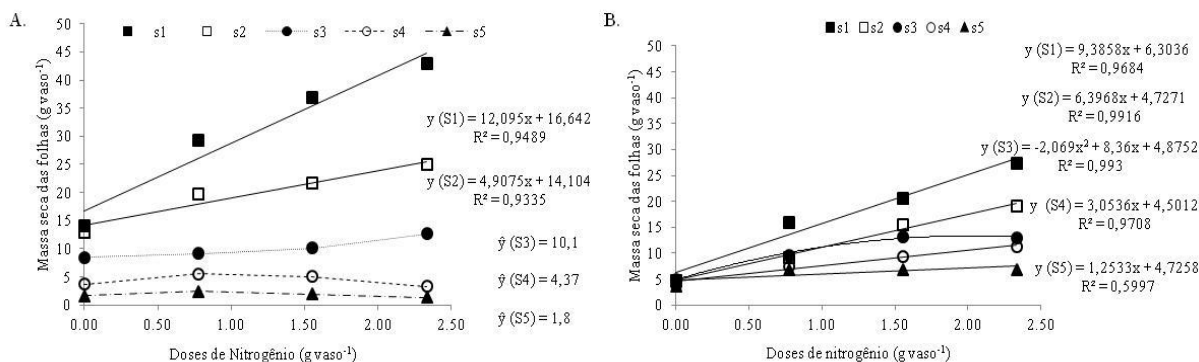 A.
50
45
40
35
30
25
20
15
10
5
0
Massa seca das folhas (g vaso-¹)
s1 s2 s3 s4 s5
y (S1) = 12,095x + 16,642
R² = 0,9489
y (S2) = 4,9075x + 14,104
R² = 0,9335
ŷ (S3) = 10,1
ŷ (S4) = 4,37
ŷ (S5) = 1,8
0.00 0.50 1.00 1.50 2.00 2.50
Doses de Nitrogênio (g vaso-¹)
B.
50
45
40
35
30
25
20
15
10
5
0
Massa seca das folhas (g vaso-¹)
s1 s2 s3 s4 s5
y (S1) = 9,3858x + 6,3036
R² = 0,9684
y (S2) = 6,3968x + 4,7271
R² = 0,9916
y (S3) = -2,069x² + 8,36x + 4,8752
R² = 0,993
y (S4) = 3,0536x + 4,5012
R² = 0,9708
y (S5) = 1,2533x + 4,7258
R² = 0,5997
0.00 0.50 1.00 1.50 2.00 2.50
Doses de nitrogênio (g vaso-¹)